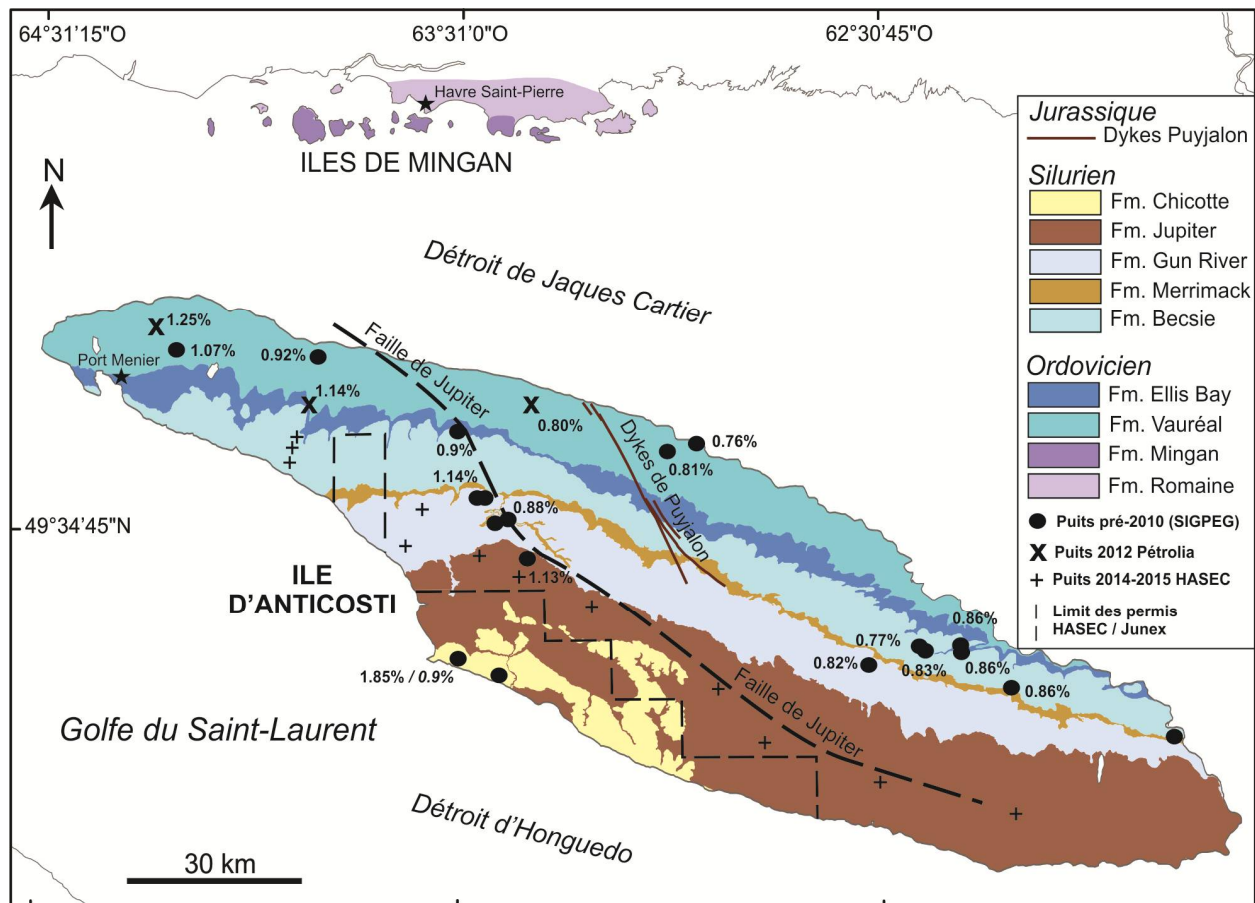 64°31'15"O
63°31'0"O
62°30'45"O
Havre Saint-Pierre
ILES DE MINGAN
N
Détroit de Jaques Cartier
Jurassique
Dykes Puyjalon
Silurien
Fm. Chicotte
Fm. Jupiter
Fm. Gun River
Fm. Merrimack
Fm. Becsie
Ordovicien
Fm. Ellis Bay
Fm. Vauréal
Fm. Mingan
Fm. Romaine
Puits pré-2010 (SIGPEG)
X Puits 2012 Pétrolia
+ Puits 2014-2015 HASEC
Limit des permis
HASEC / Junex
X 1.25%
1.07%
Port Menier
0.92%
Faille de Jupiter
X 1.14%
X
0.80%
0.9%
0.76%
0.81%
Dykes de Puyjalon
1.14%
0.88%
49°34'45"N
1.13%
ILE
D'ANTICOSTI
0.86%
0.77%
0.82%
0.83%
0.86%
0.86%
1.85% / 0.9%
Faille de Jupiter
Golfe du Saint-Laurent
Détroit d'Honguedo
30 km